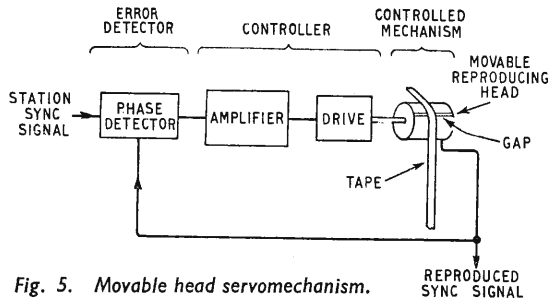 ERROR
DETECTOR
CONTROLLER
CONTROLLED
MECHANISM
MOVABLE
REPRODUCING
HEAD
STATION
SYNC
SIGNAL
PHASE
DETECTOR
AMPLIFIER
DRIVE
GAP
TAPE
Fig. 5. Movable head servomechanism.
REPRODUCED
SYNC SIGNAL